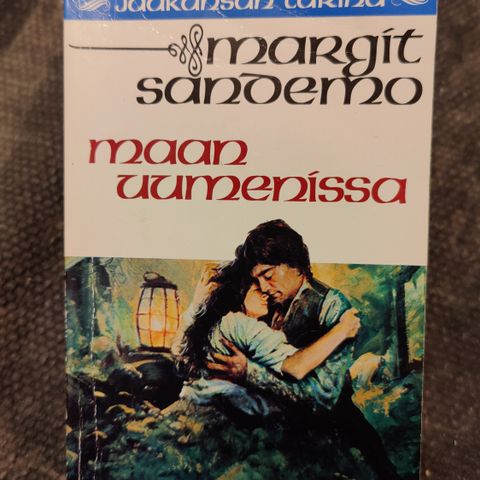 Jääkansan tarina
margit
sandemo
maan
uumenissa